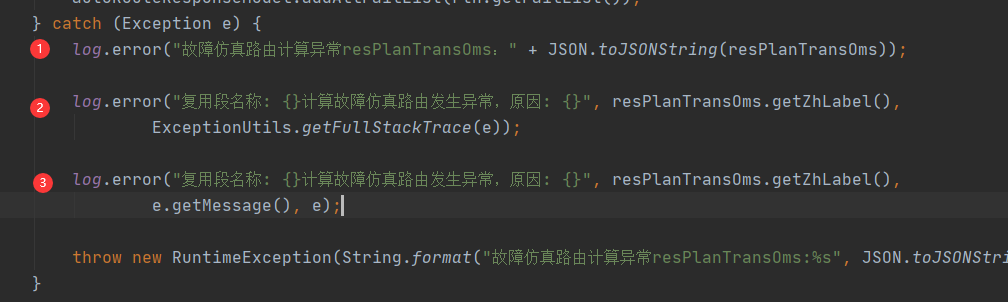 } catch (Exception e) {
1 log.error("故障仿真路由计算异常resPlanTransOms：" + JSON.toJSONString(resPlanTransOms));
2 log.error("复用段名称: {}计算故障仿真路由发生异常，原因: {}", resPlanTransOms.getZhLabel(),
ExceptionUtils.getFullStackTrace(e));
3 log.error("复用段名称: {}计算故障仿真路由发生异常，原因: {}", resPlanTransOms.getZhLabel(),
e.getMessage(), e);
throw new RuntimeException(String.format("故障仿真路由计算异常resPlanTransOms:%s", JSON.toJSONStri
}